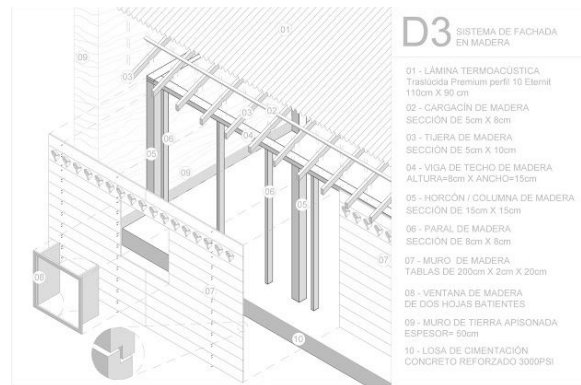 D3 SISTEMA DE FACHADA
EN MADERA
01 - LÁMINA TERMOACÚSTICA
Traslúcida Premium perfil 10 Eternit
110cm X 90 cm
02 - CARGACÍN DE MADERA
SECCIÓN DE 5cm X 8cm
03 - TIJERA DE MADERA
SECCIÓN DE 5cm X 10cm
04 - VIGA DE TECHO DE MADERA
ALTURA=8cm X ANCHO=15cm
05 - HORCÓN / COLUMNA DE MADERA
SECCIÓN DE 15cm X 15cm
06 - PARAL DE MADERA
SECCIÓN DE 8cm X 8cm
07 - MURO DE MADERA
TABLAS DE 200cm X 2cm X 20cm
08 - VENTANA DE MADERA
DE DOS HOJAS BATIENTES
09 - MURO DE TIERRA APISONADA
ESPESOR= 50cm
10 - LOSA DE CIMENTACIÓN
CONCRETO REFORZADO 3000PSI
01
09
03
02
03
04
06
05
09
06
05
07
08
07
10